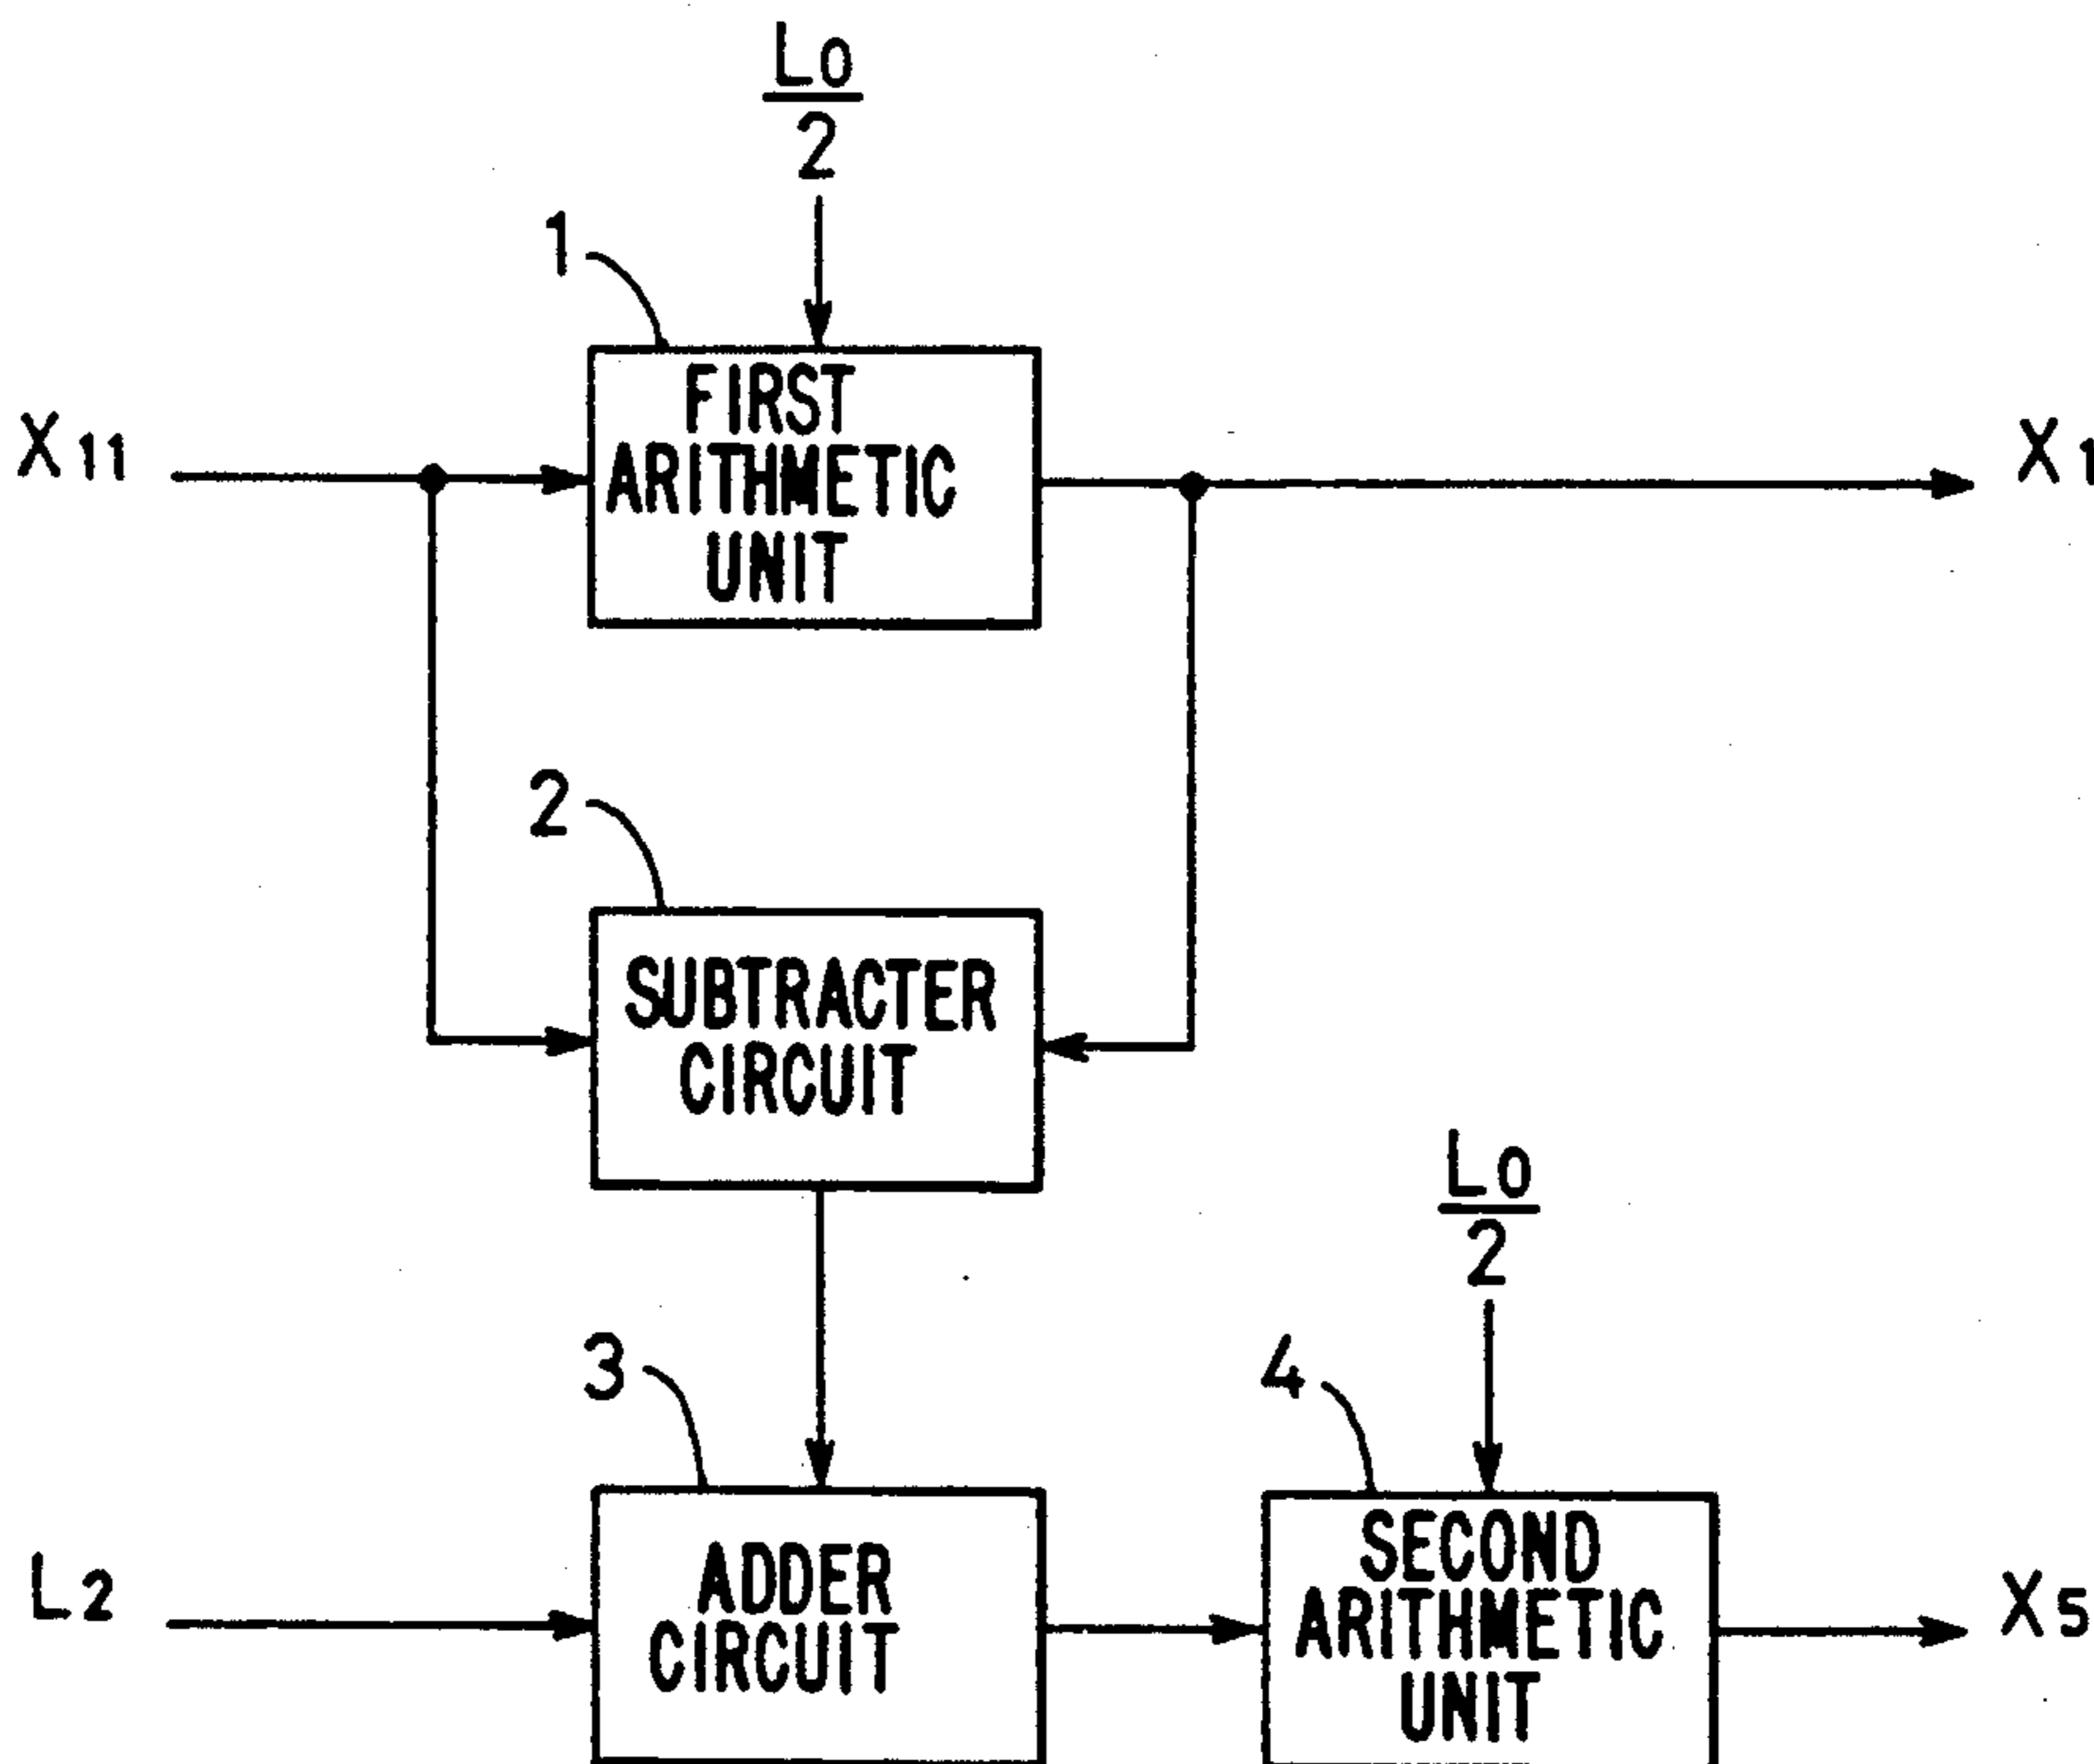 Lo
2
1
FIRST
ARITHMETIC
UNIT
X11
X1
2
SUBTRACTER
CIRCUIT
Lo
2
3
4
L2
ADDER
CIRCUIT
SECOND
ARITHMETIC
UNIT
X5